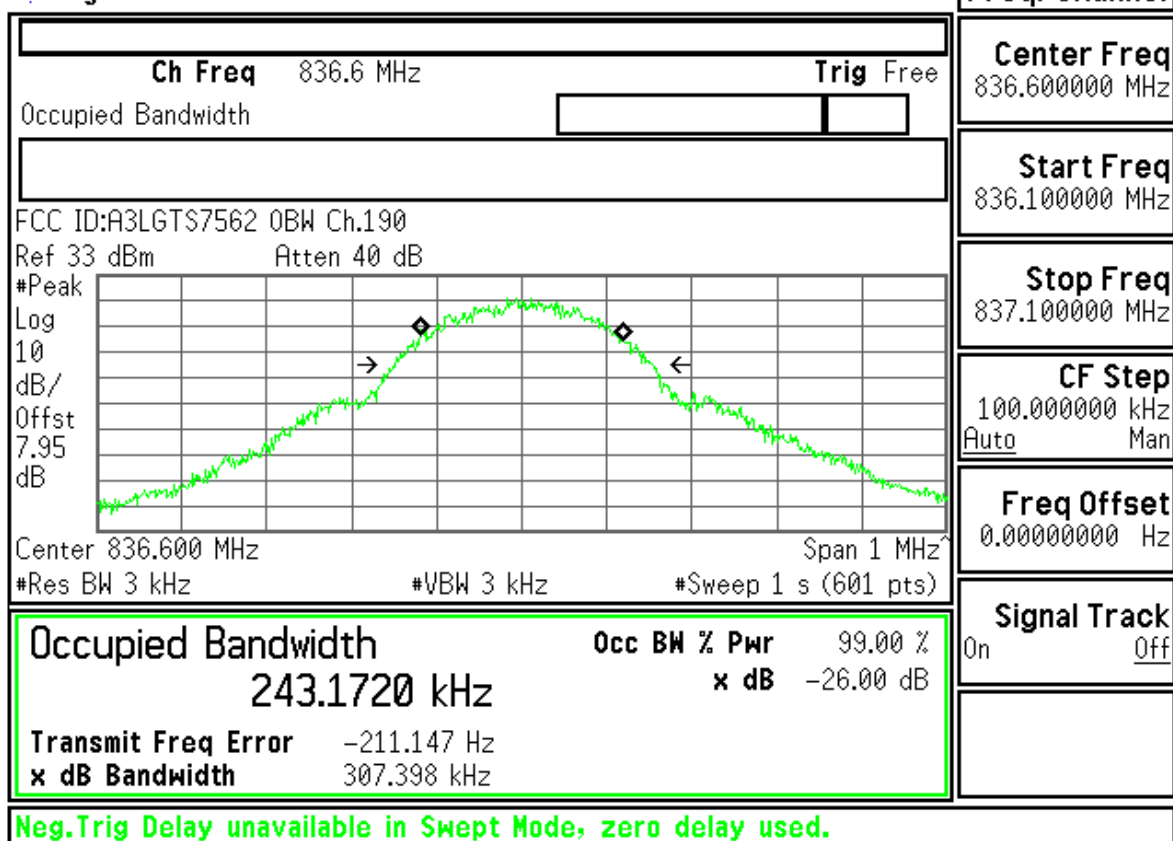 Ch Freq 836.6 MHz Trig Free
Occupied Bandwidth
FCC ID:A3LGTS7562 OBW Ch.190
Ref 33 dBm Atten 40 dB
#Peak
Log
10
dB/
Offst
7.95
dB
Center 836.600 MHz Span 1 MHz^
#Res BW 3 kHz #VBW 3 kHz #Sweep 1 s (601 pts)
Occupied Bandwidth
243.1720 kHz
Occ BW % Pwr 99.00 %
x dB -26.00 dB
Transmit Freq Error -211.147 Hz
x dB Bandwidth 307.398 kHz
Neg.Trig Delay unavailable in Swept Mode, zero delay used.
Center Freq
836.600000 MHz
Start Freq
836.100000 MHz
Stop Freq
837.100000 MHz
CF Step
100.000000 kHz
Auto Man
Freq Offset
0.00000000 Hz
Signal Track
On Off